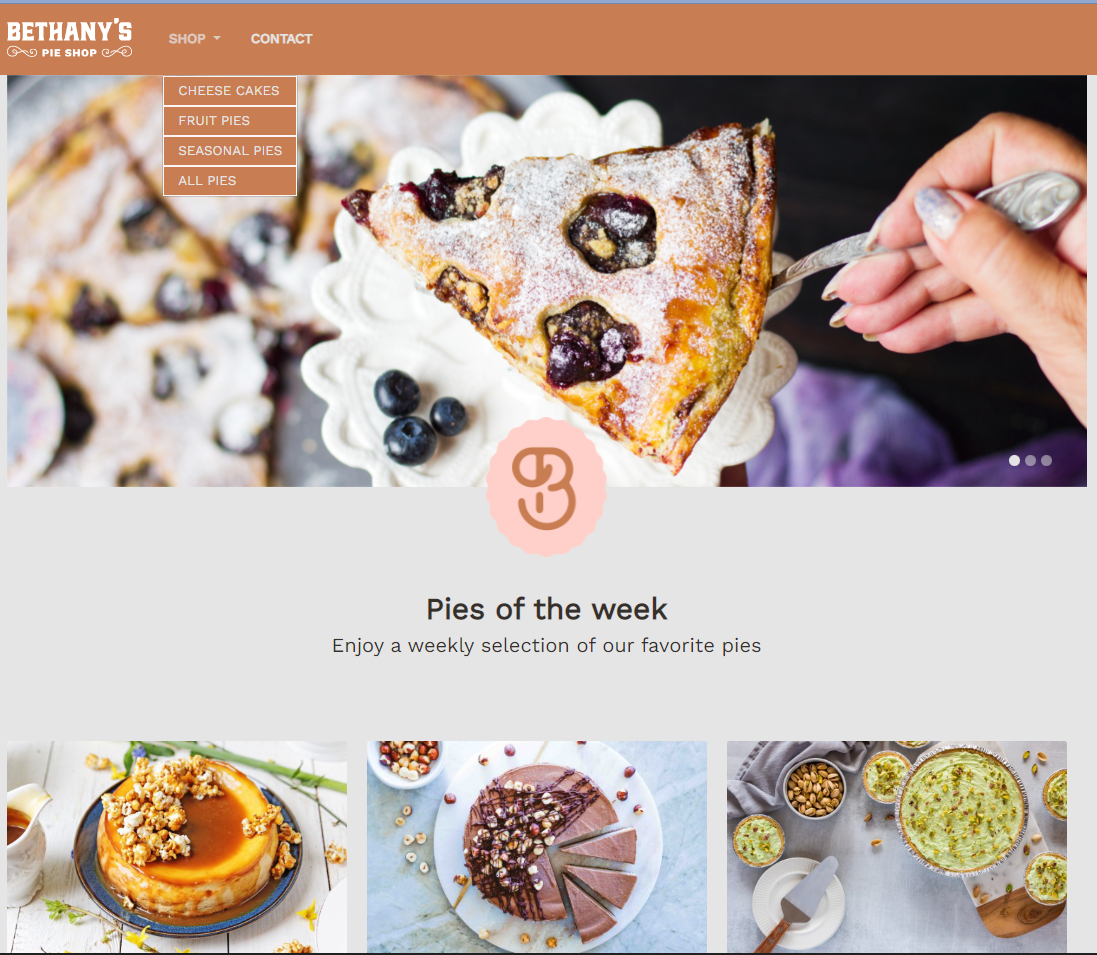 BETHANY'S
PIE SHOP
SHOP
CONTACT
CHEESE CAKES
FRUIT PIES
SEASONAL PIES
ALL PIES
B
Pies of the week
Enjoy a weekly selection of our favorite pies